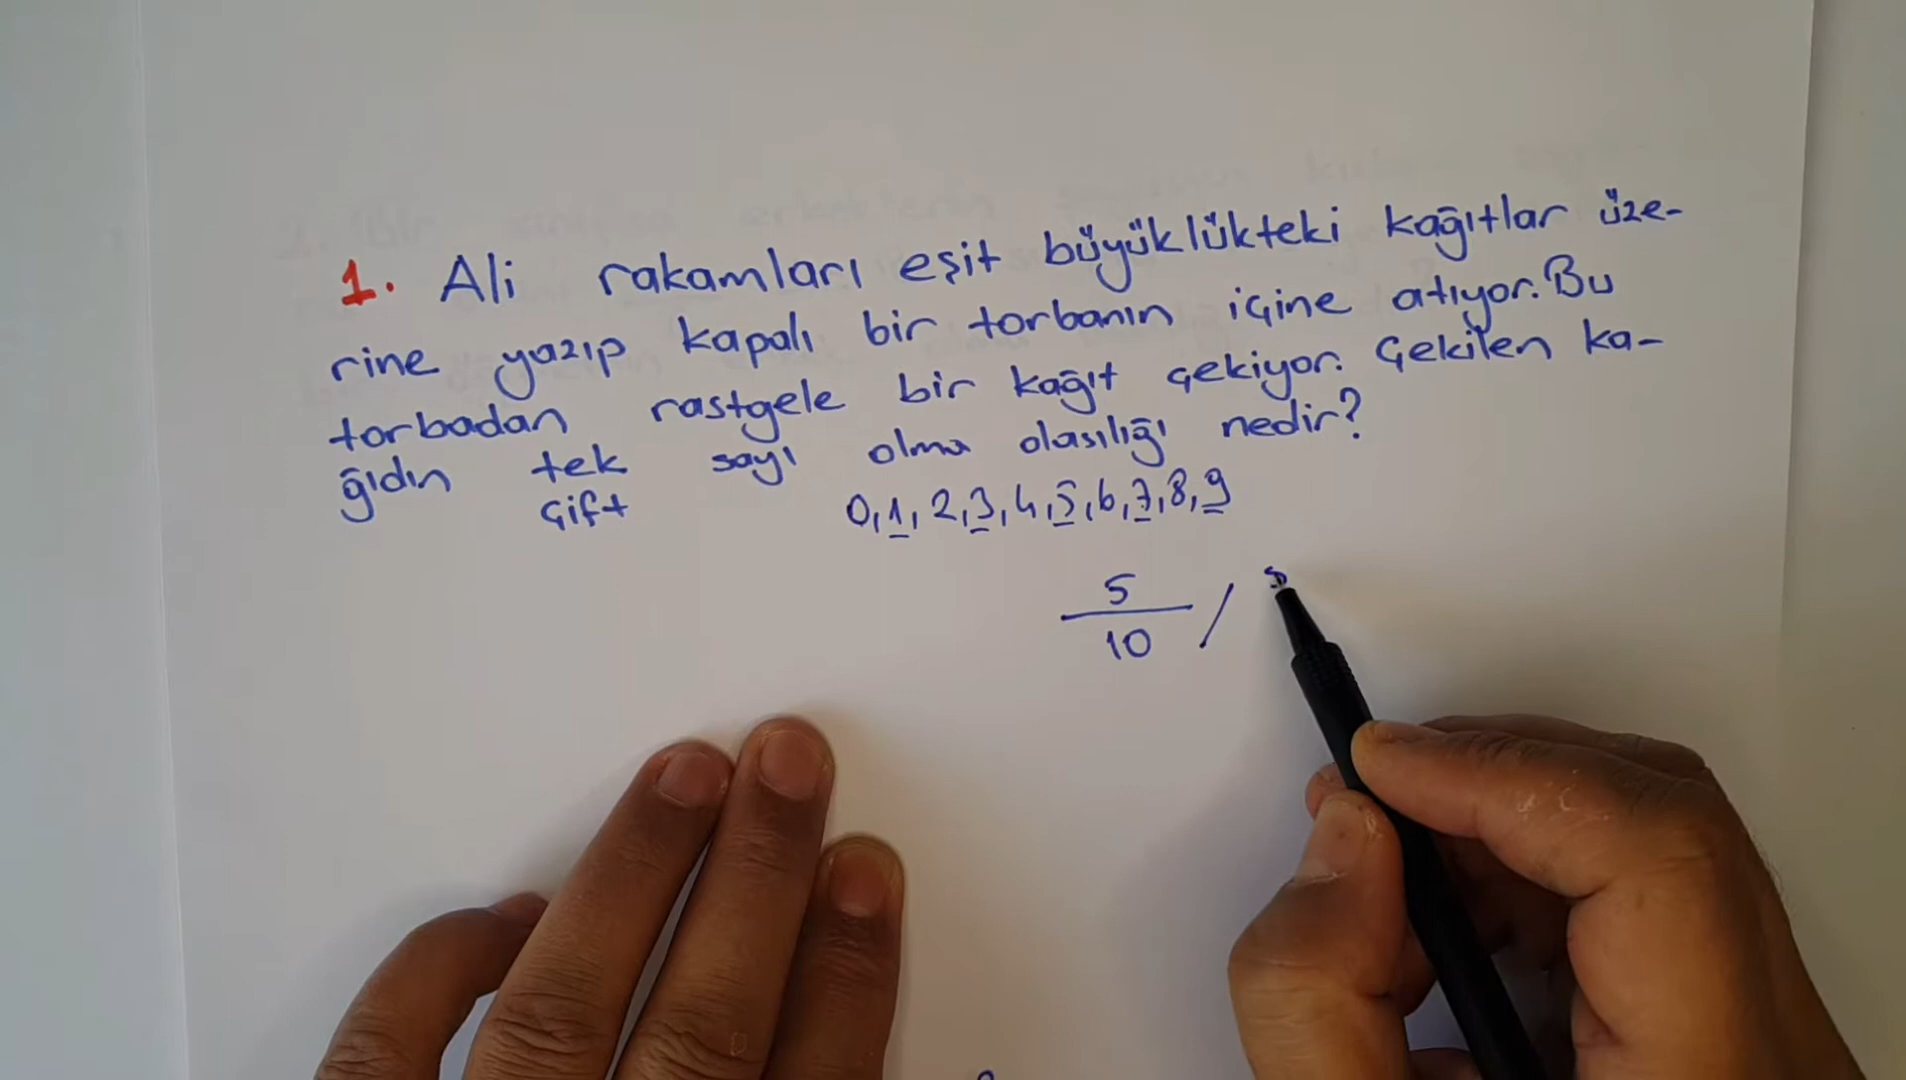 1. Ali rakamları eşit büyüklükteki kağıtlar üze-
rine yazıp kapalı bir torbanın içine atıyor. Bu
torbadan rastgele bir kağıt çekiyor. Çekilen ka-
ğıdın tek sayı olma olasılığı nedir?
çift
0,1,2,3,4,5,6,7,8,9
5
10 /